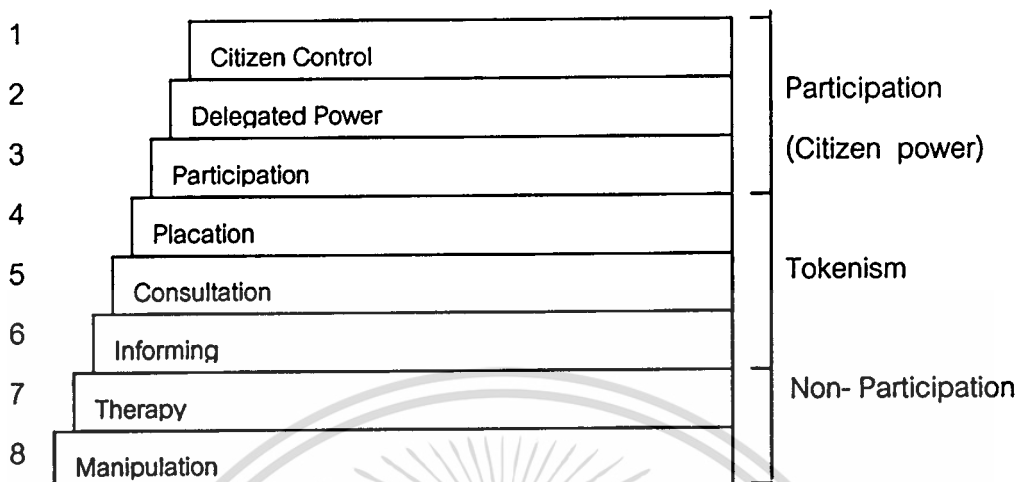 1 Citizen Control
2 Delegated Power
3 Participation
4 Placation
5 Consultation
6 Informing
7 Therapy
8 Manipulation
Participation
(Citizen power)
Tokenism
Non- Participation